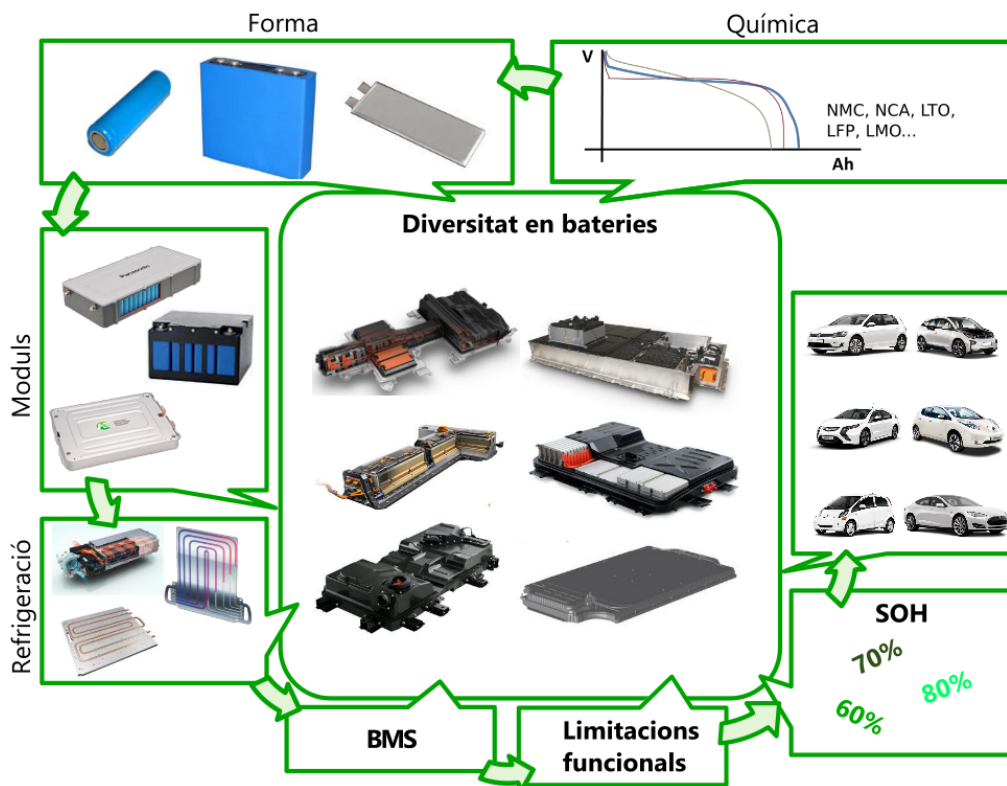 Forma
Química
V
NMC, NCA, LTO,
LFP, LMO...
Ah
Diversitat en bateries
Moduls
Panasonic
Refrigeració
SOH
70%
80%
60%
BMS
Limitacions
funcionals